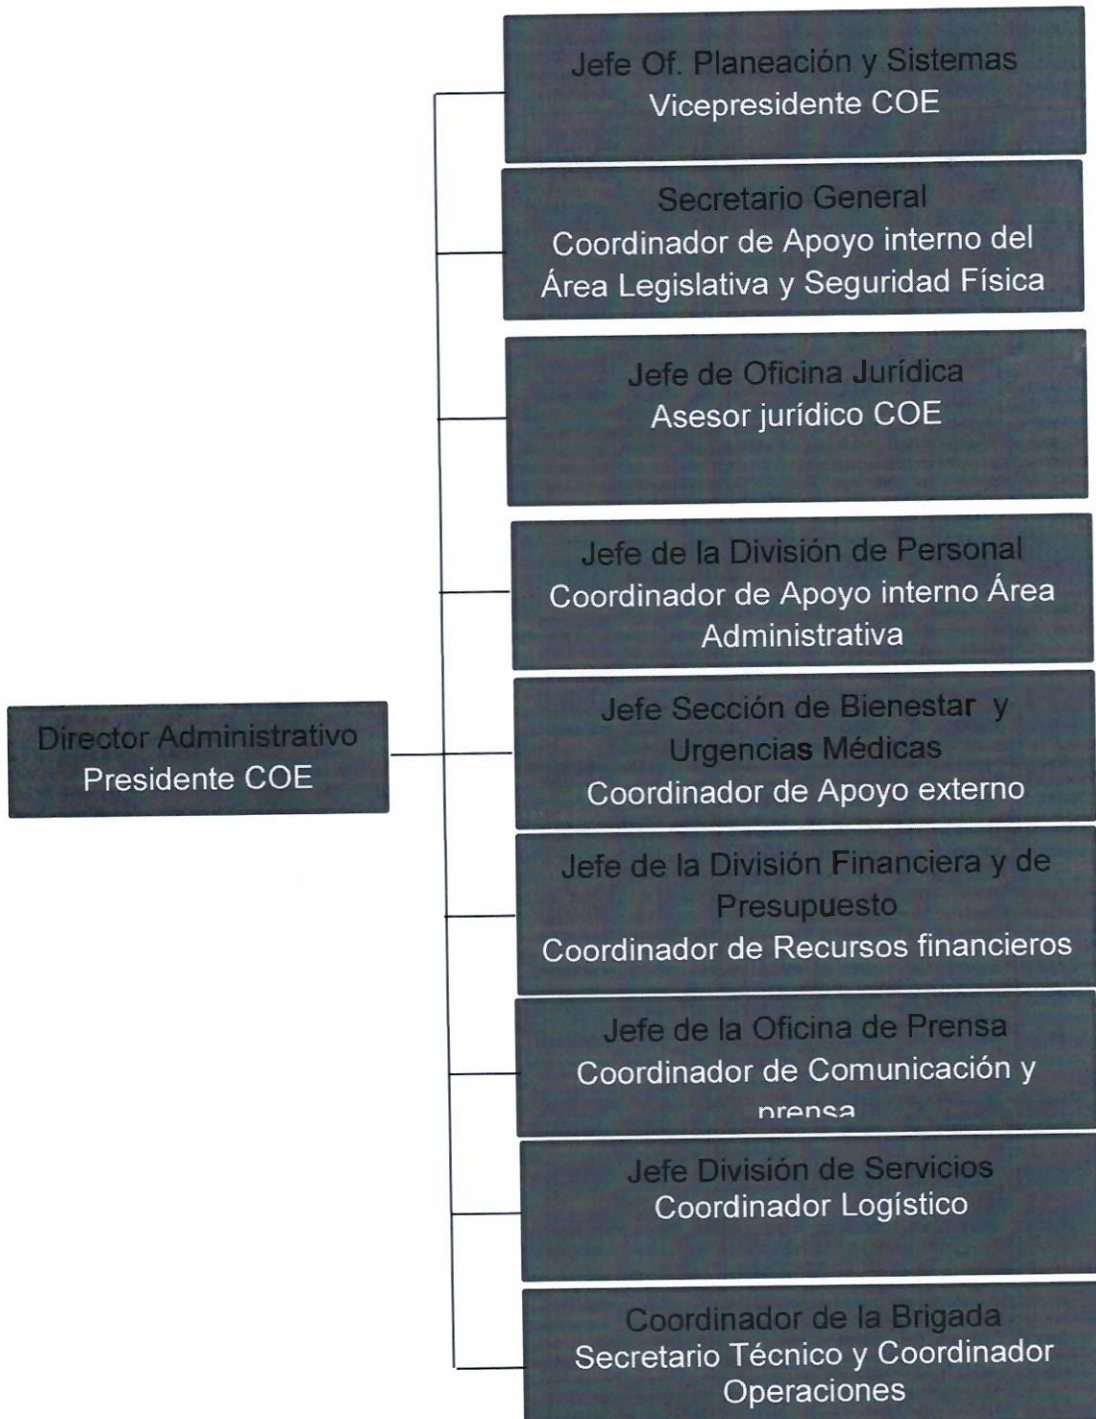 Jefe Of. Planeación y Sistemas
Vicepresidente COE
Secretario General
Coordinador de Apoyo interno del
Área Legislativa y Seguridad Física
Jefe de Oficina Jurídica
Asesor jurídico COE
Jefe de la División de Personal
Coordinador de Apoyo interno Área
Administrativa
Director Administrativo
Presidente COE
Jefe Sección de Bienestar y
Urgencias Médicas
Coordinador de Apoyo externo
Jefe de la División Financiera y de
Presupuesto
Coordinador de Recursos financieros
Jefe de la Oficina de Prensa
Coordinador de Comunicación y
prensa
Jefe División de Servicios
Coordinador Logístico
Coordinador de la Brigada
Secretario Técnico y Coordinador
Operaciones